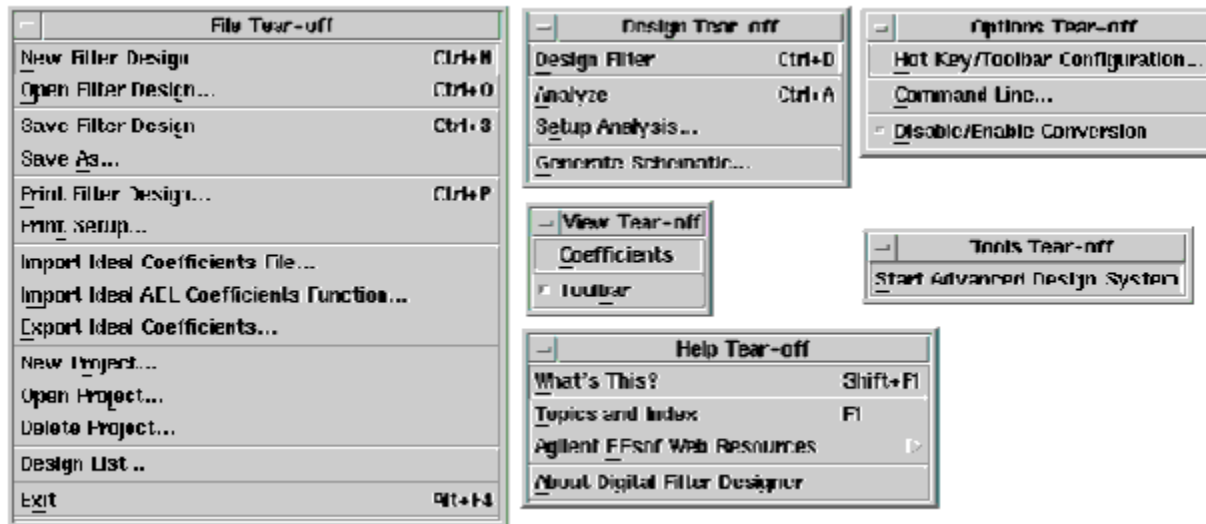 File Tear-off
New Filter Design Ctrl+N
Open Filter Design... Ctrl+O
Save Filter Design Ctrl+S
Save As...
Print Filter Design... Ctrl+P
Print Setup...
Import Ideal Coefficients File...
Import Ideal AEL Coefficients Function...
Export Ideal Coefficients...
New Project...
Open Project...
Delete Project...
Design List...
Exit Alt+F4
Design Tear-off
Design Filter Ctrl+D
Analyze Ctrl+A
Setup Analysis...
Generate Schematic...
View Tear-off
Coefficients
Toolbar
Options Tear-off
Hot Key/Toolbar Configuration...
Command Line...
Disable/Enable Conversion
Tools Tear-off
Start Advanced Design System
Help Tear-off
What's This? Shift+F1
Topics and Index F1
Agilent EEsof Web Resources
About Digital Filter Designer